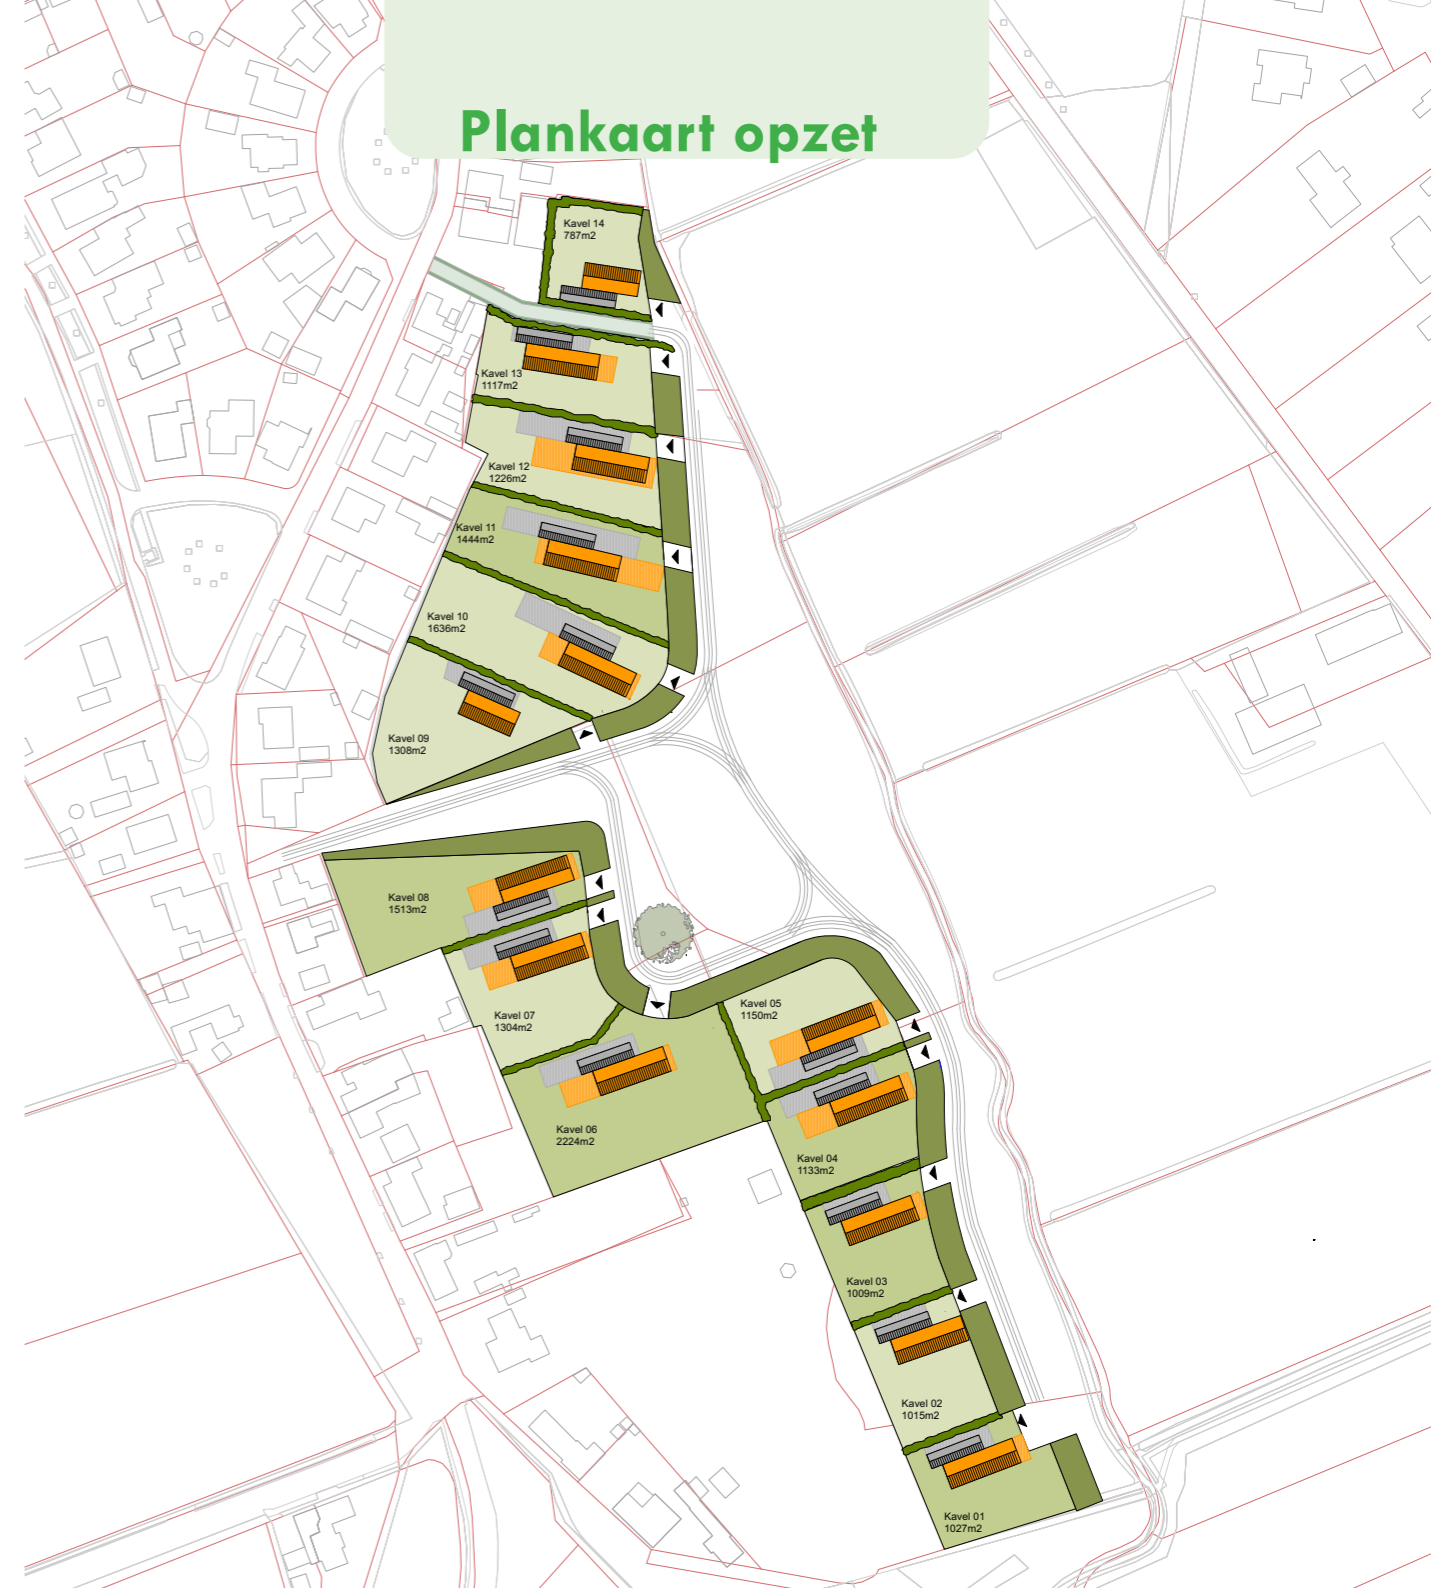 Plankaart opzet
Kavel 14
787m2
Kavel 13
1117m2
Kavel 12
1226m2
Kavel 11
1444m2
Kavel 10
1636m2
Kavel 09
1308m2
Kavel 08
1513m2
Kavel 07
1304m2
Kavel 05
1150m2
Kavel 06
2224m2
Kavel 04
1133m2
Kavel 03
1009m2
Kavel 02
1015m2
Kavel 01
1027m2